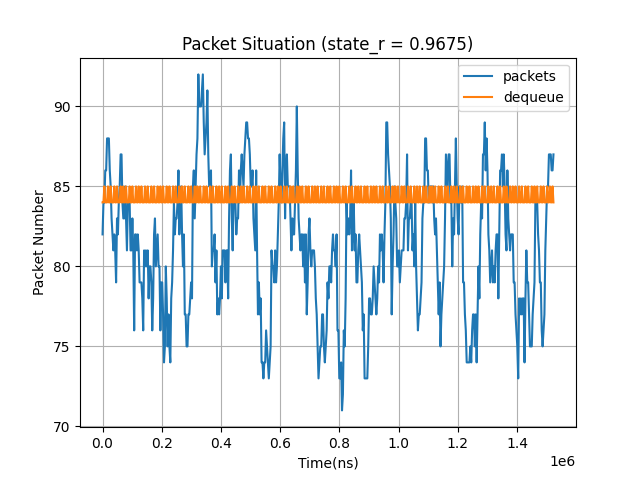 Packet Situation (state_r = 0.9675)
packets
dequeue
Packet Number
90
85
80
75
70
0.0 0.2 0.4 0.6 0.8 1.0 1.2 1.4
1e6
Time(ns)